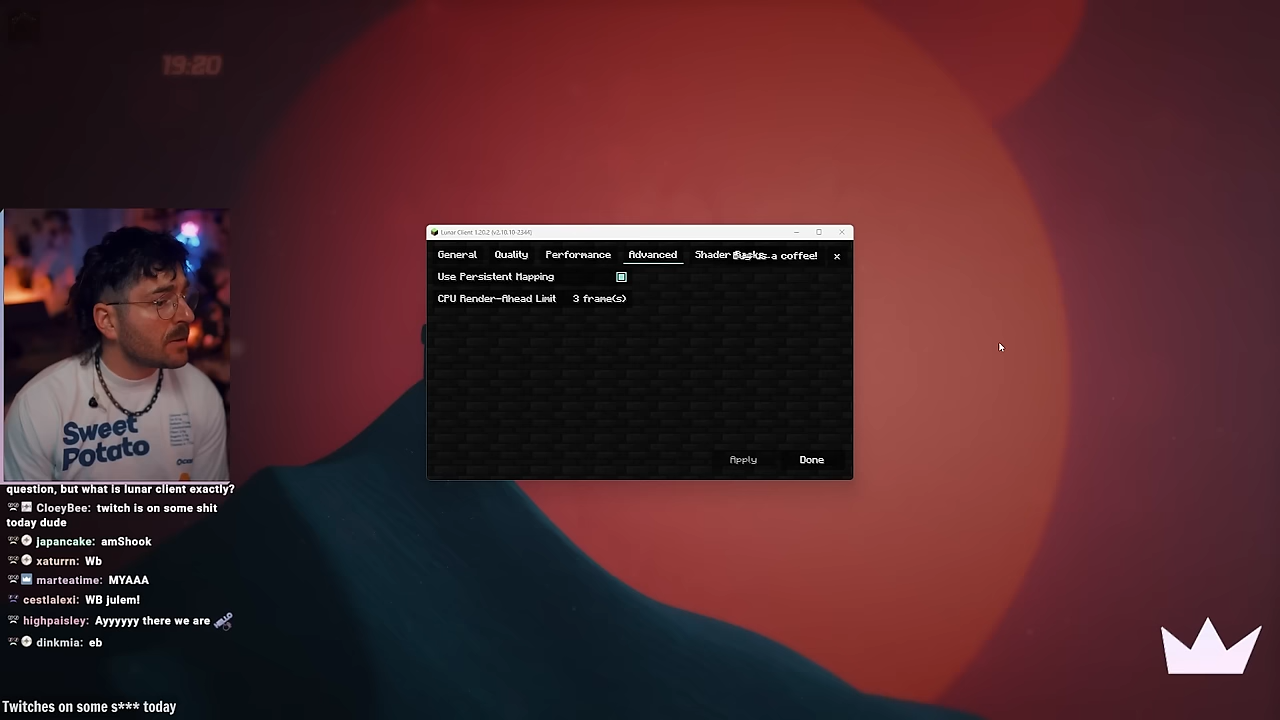 19:20
Lunar Client 1.20.2 (v2.10.10-2344)
General Quality Performance Advanced Shader Packs
Buy us a coffee! ×
Use Persistent Mapping
CPU Render-Ahead Limit 3 frame(s)
Apply Done
Sweet
Potato
question, but what is lunar client exactly?
CloeyBee: twitch is on some shit
today dude
japancake: amShook
xaturrn: Wb
marteatime: MYAAA
cestlalexi: WB julem!
highpaisley: Ayyyyyy there we are
dinkmia: eb
Twitches on some s*** today